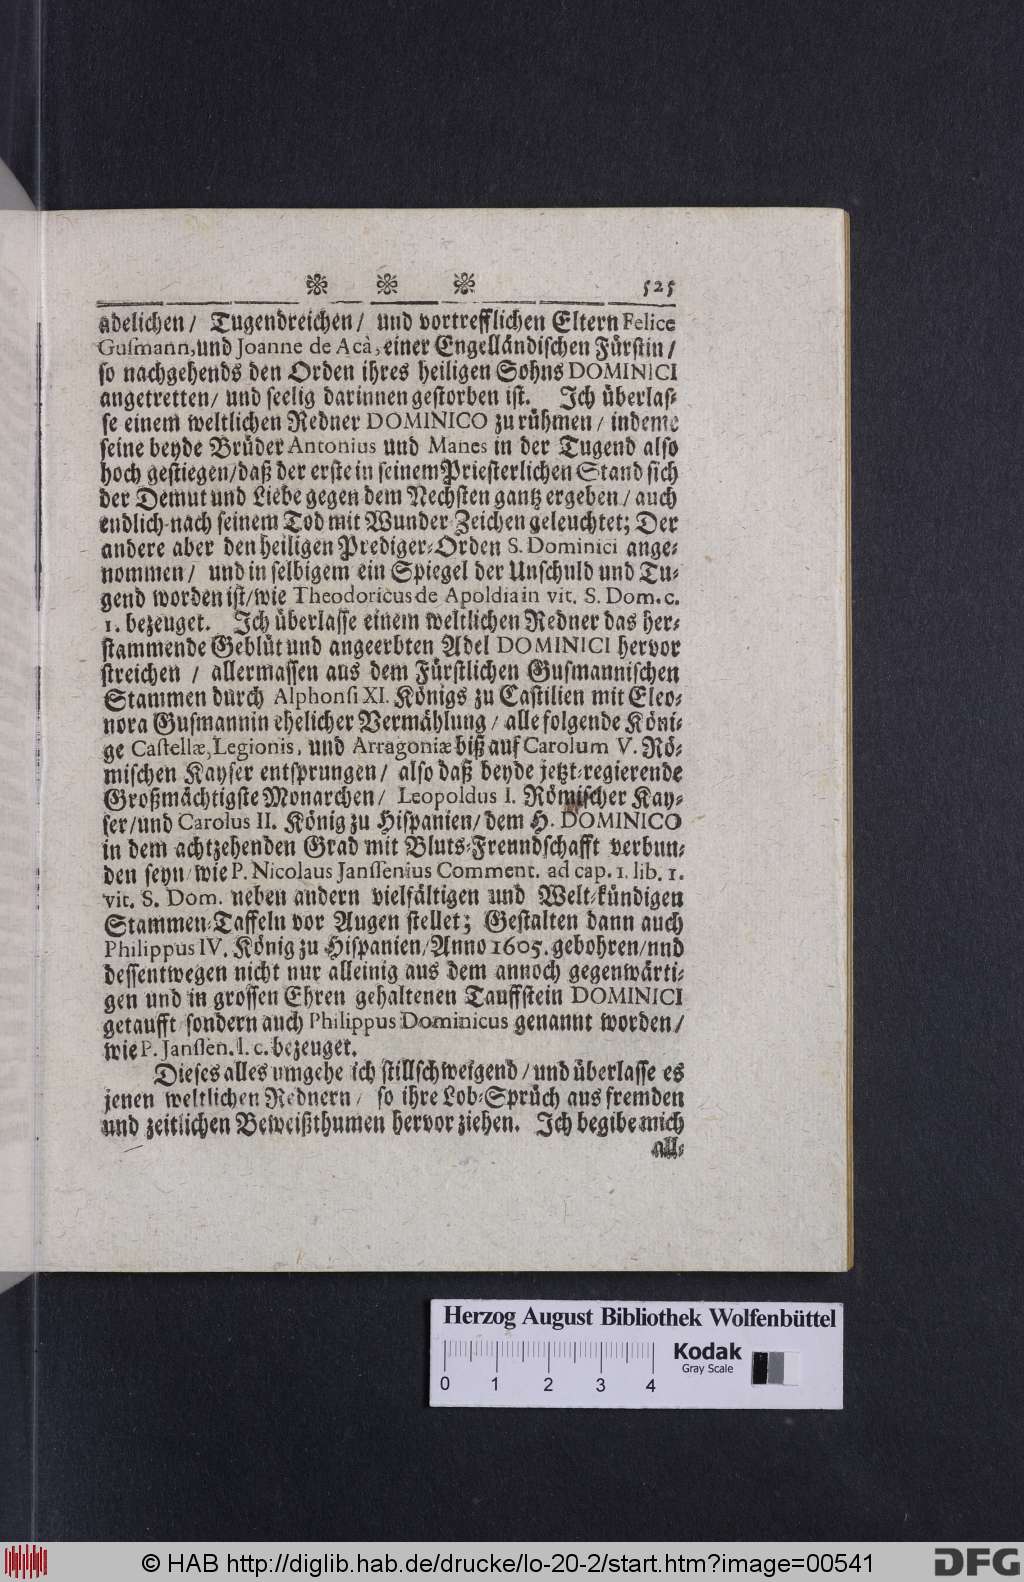 525
adelichen / Tugendreichen / und vortrefflichen Eltern Felice
Gusmann, und Joanne de Acà, einer Engelländischen Fürstin /
so nachgehends den Orden ihres heiligen Sohns DOMINICI
angetretten / und seelig darinnen gestorben ist. Ich überlas-
se einem weltlichen Redner DOMINICO zu rühmen / indeme
seine beyde Brüder Antonius und Manes in der Tugend also
hoch gestiegen / daß der erste in seinem Priesterlichen Stand sich
der Demut und Liebe gegen dem Nechsten gantz ergeben / auch
endlich nach seinem Tod mit Wunder-Zeichen geleuchtet; Der
andere aber den heiligen Prediger-Orden S. Dominici ange-
nommen / und in selbigem ein Spiegel der Unschuld und Tu-
gend worden ist / wie Theodoricus de Apoldia in vit. S. Dom. c.
1. bezeuget. Ich überlasse einem weltlichen Redner das her-
stammende Geblüt und angeerbten Adel DOMINICI hervor
streichen / allermassen aus dem Fürstlichen Gusmannischen
Stammen durch Alphonsi XI. Königs zu Castilien mit Eleo-
nora Gusmannin ehelicher Vermählung / alle folgende Köni-
ge Castellæ, Legionis, und Arragoniæ biß auf Carolum V. Rö-
mischen Kayser entsprungen / also daß beyde jetzt-regierende
Großmächtigste Monarchen / Leopoldus I. Römischer Kay-
ser / und Carolus II. König zu Hispanien / dem H. DOMINICO
in dem achtzehenden Grad mit Bluts-Freundschafft verbun-
den seyn / wie P. Nicolaus Janssenius Comment. ad cap. 1. lib. 1.
vit. S. Dom. neben andern vielfältigen und Welt-kündigen
Stammen-Taffeln vor Augen stellet; Gestalten dann auch
Philippus IV. König zu Hispanien / Anno 1605. gebohren / und
dessentwegen nicht nur alleinig aus dem annoch gegenwärti-
gen und in grossen Ehren gehaltenen Tauffstein DOMINICI
getaufft / sondern auch Philippus Dominicus genannt worden /
wie P. Janssen. l. c. bezeuget.
Dieses alles umgehe ich stillschweigend / und überlasse es
jenen weltlichen Rednern / so ihre Lob-Sprüch aus fremden
und zeitlichen Beweißthumen hervor ziehen. Ich begibe mich
all-
Herzog August Bibliothek Wolfenbüttel
Kodak
Gray Scale
0 1 2 3 4
© HAB http://diglib.hab.de/drucke/lo-20-2/start.htm?image=00541
DFG